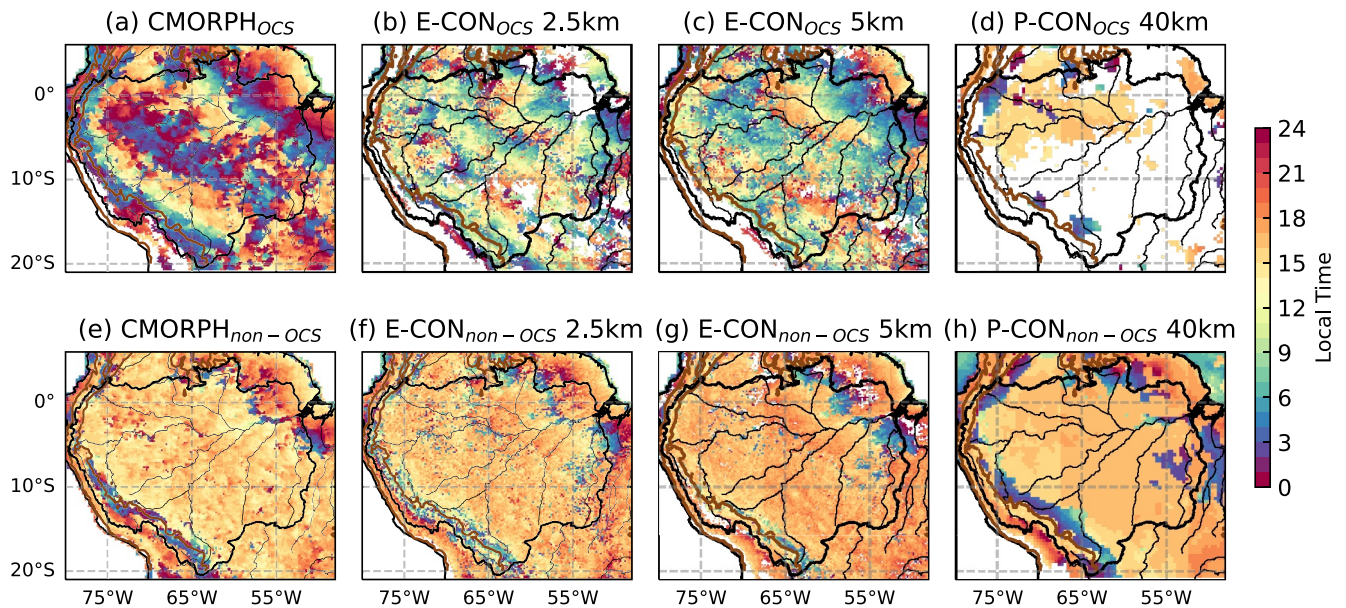 (a) CMORPH_OCS (b) E-CON_OCS 2.5km (c) E-CON_OCS 5km (d) P-CON_OCS 40km
0°
10°S
20°S
(e) CMORPH_non−OCS (f) E-CON_non−OCS 2.5km (g) E-CON_non−OCS 5km (h) P-CON_non−OCS 40km
0°
10°S
20°S
75°W 65°W 55°W 75°W 65°W 55°W 75°W 65°W 55°W 75°W 65°W 55°W
24
21
18
15
12
9
6
3
0
Local Time